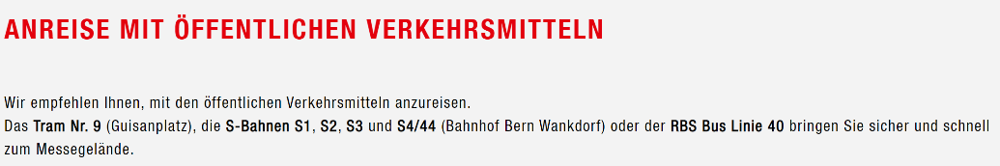 ANREISE MIT ÖFFENTLICHEN VERKEHRSMITTELN
Wir empfehlen Ihnen, mit den öffentlichen Verkehrsmitteln anzureisen.
Das Tram Nr. 9 (Guisanplatz), die S-Bahnen S1, S2, S3 und S4/44 (Bahnhof Bern Wankdorf) oder der RBS Bus Linie 40 bringen Sie sicher und schnell
zum Messegelände.